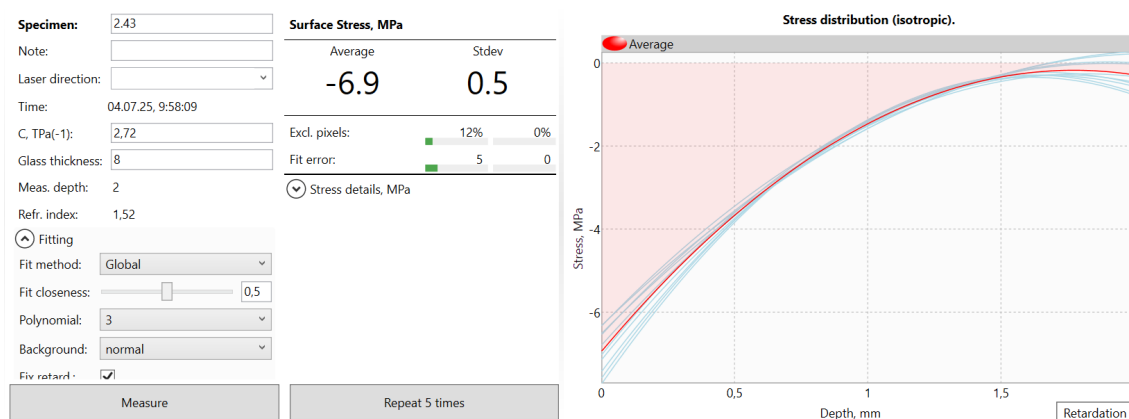 Specimen: 2.43
Note:
Laser direction:
Time: 04.07.25, 9:58:09
C, TPa(-1): 2,72
Glass thickness: 8
Meas. depth: 2
Refr. index: 1,52
Fitting
Fit method: Global
Fit closeness: 0,5
Polynomial: 3
Background: normal
Fix retard.:
Measure
Surface Stress, MPa
Average Stdev
-6.9 0.5
Excl. pixels: 12% 0%
Fit error: 5 0
Stress details, MPa
Repeat 5 times
Stress distribution (isotropic).
Average
Stress, MPa
0
-2
-4
-6
0 0,5 1 1,5
Depth, mm
Retardation